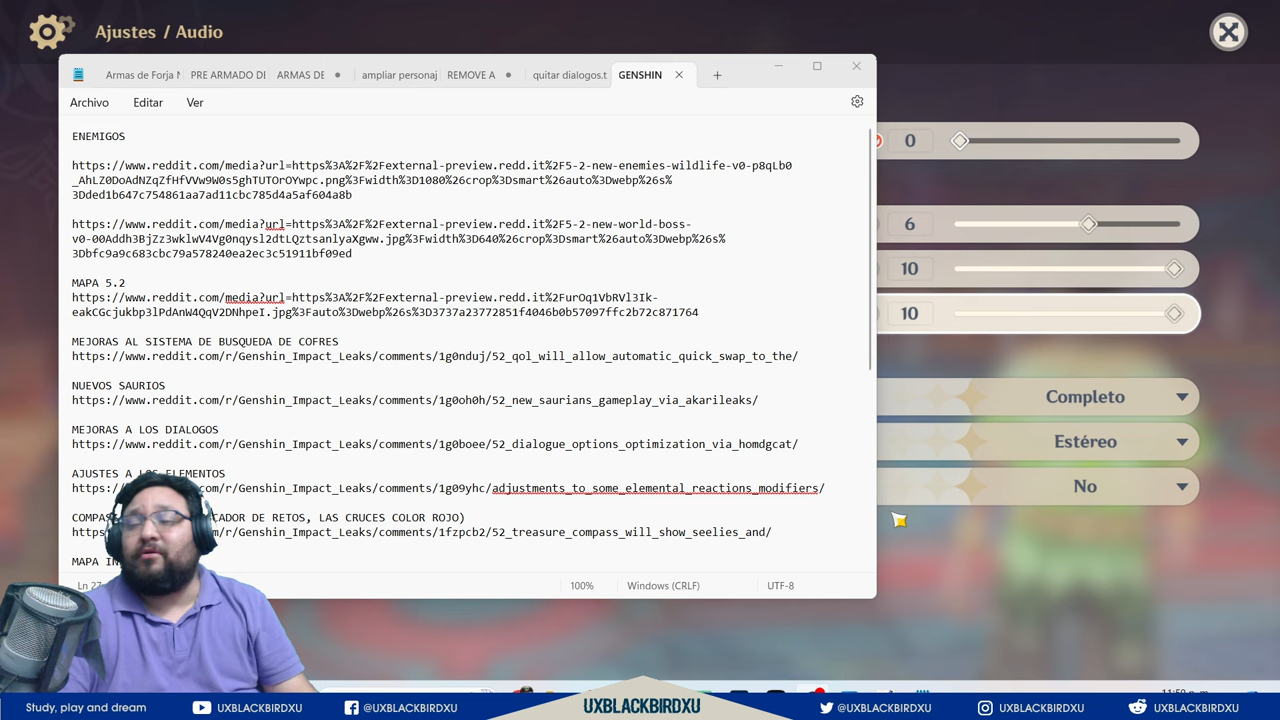 Ajustes / Audio
Armas de Forja PRE ARMADO DI ARMAS DE ampliar personaj REMOVE A quitar dialogos.t GENSHIN
Archivo Editar Ver
ENEMIGOS
https://www.reddit.com/media?url=https%3A%2F%2Fexternal-preview.redd.it%2F5-2-new-enemies-wildlife-v0-p8qLb0
_AhLZ0DoAdNZqZfHfVVw9W0s5ghTUTOrOYwpc.png%3Fwidth%3D1080%26crop%3Dsmart%26auto%3Dwebp%26s%
3Dded1b647c754861aa7ad11cbc785d4a5af604a8b
https://www.reddit.com/media?url=https%3A%2F%2Fexternal-preview.redd.it%2F5-2-new-world-boss-
v0-00Addh3BjZz3wklwV4Vg0nqysl2dtLQztsanlyaXgww.jpg%3Fwidth%3D640%26crop%3Dsmart%26auto%3Dwebp%26s%
3Dbfc9a9c683cbc79a578240ea2ec3c51911bf09ed
MAPA 5.2
https://www.reddit.com/media?url=https%3A%2F%2Fexternal-preview.redd.it%2FurOq1VbRVl3Ik-
eakCGcjukbp3lPdAnW4QqV2DNhpeI.jpg%3Fauto%3Dwebp%26s%3D3737a23772851f4046b0b57097ffc2b72c871764
MEJORAS AL SISTEMA DE BUSQUEDA DE COFRES
https://www.reddit.com/r/Genshin_Impact_Leaks/comments/1g0nduj/52_qol_will_allow_automatic_quick_swap_to_the/
NUEVOS SAURIOS
https://www.reddit.com/r/Genshin_Impact_Leaks/comments/1g0oh0h/52_new_saurians_gameplay_via_akarileaks/
MEJORAS A LOS DIALOGOS
https://www.reddit.com/r/Genshin_Impact_Leaks/comments/1g0boee/52_dialogue_options_optimization_via_homdgcat/
AJUSTES A LOS ELEMENTOS
https:/ .reddit.com/r/Genshin_Impact_Leaks/comments/1g09yhc/adjustments_to_some_elemental_reactions_modifiers/
COMPAS CADOR DE RETOS, LAS CRUCES COLOR ROJO)
https /r/Genshin_Impact_Leaks/comments/1fzpcb2/52_treasure_compass_will_show_seelies_and/
MAPA IN
Ln 100% Windows (CRLF) UTF-8
0
6
10
10
Completo
Estéreo
No
Study, play and dream UXBLACKBIRDXU @UXBLACKBIRDXU UXBLACKBIRDXU @UXBLACKBIRDXU UXBLACKBIRDXU UXBLACKBIRDXU